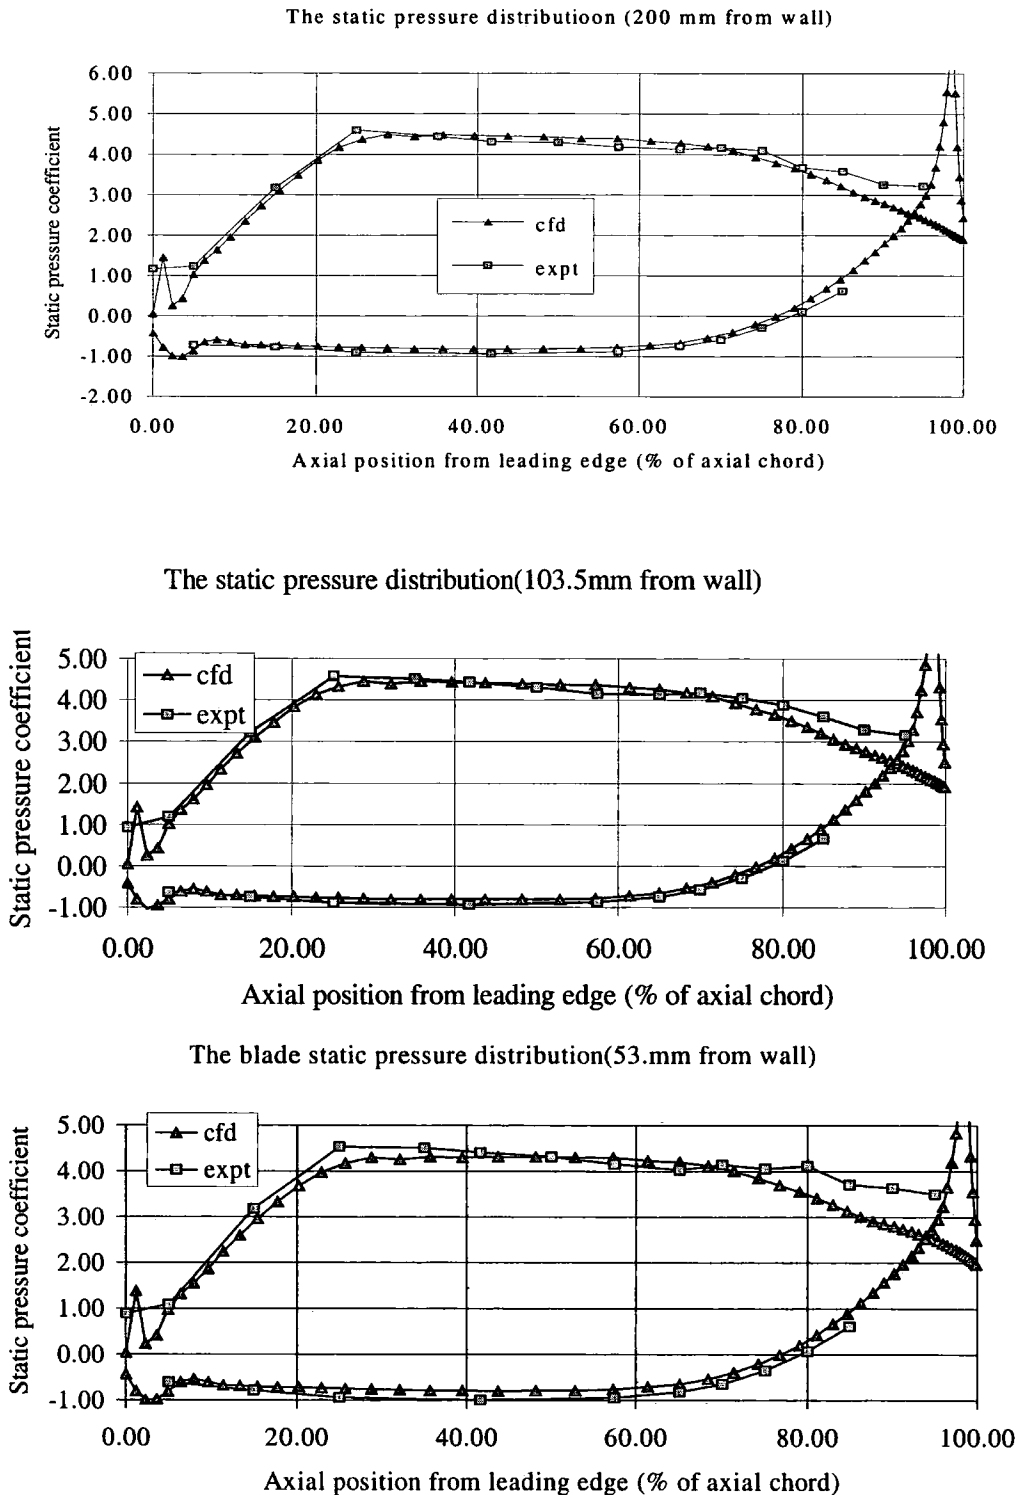 The static pressure distributioon (200 mm from wall)
6.00
5.00
4.00
3.00
2.00
1.00
0.00
-1.00
-2.00
Static pressure coefficient
cfd
expt
0.00 20.00 40.00 60.00 80.00 100.00
Axial position from leading edge (% of axial chord)
The static pressure distribution(103.5mm from wall)
5.00
4.00
3.00
2.00
1.00
0.00
-1.00
Static pressure coefficient
cfd
expt
0.00 20.00 40.00 60.00 80.00 100.00
Axial position from leading edge (% of axial chord)
The blade static pressure distribution(53.mm from wall)
5.00
4.00
3.00
2.00
1.00
0.00
-1.00
Static pressure coefficient
cfd
expt
0.00 20.00 40.00 60.00 80.00 100.00
Axial position from leading edge (% of axial chord)